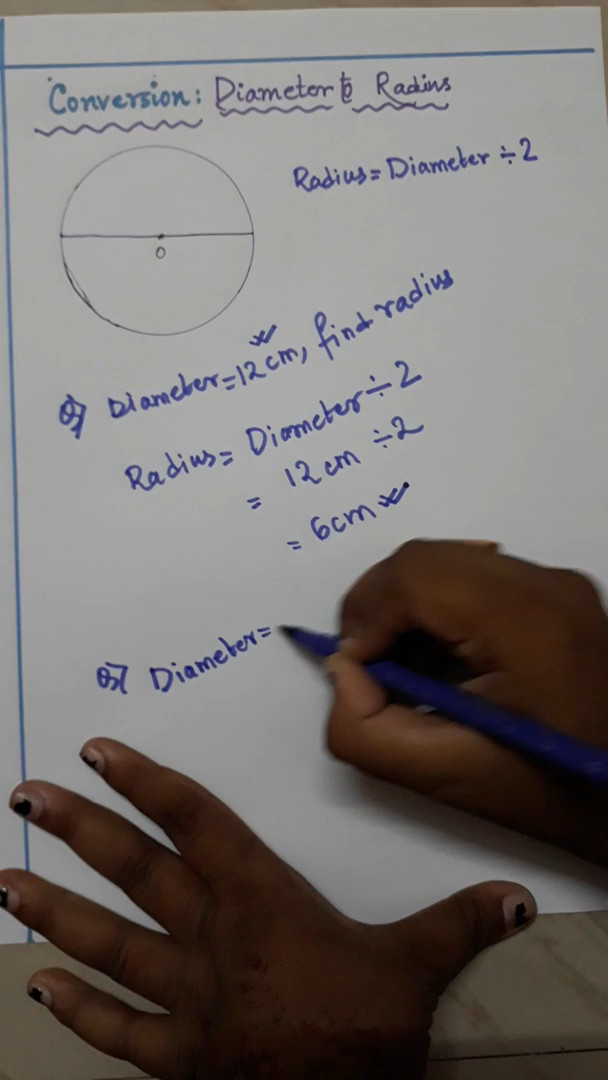 Conversion: Diameter to Radius
Radius = Diameter ÷ 2
O
Q) Diameter = 12 cm, find radius
Radius = Diameter ÷ 2
= 12 cm ÷ 2
= 6 cm
Q) Diameter =